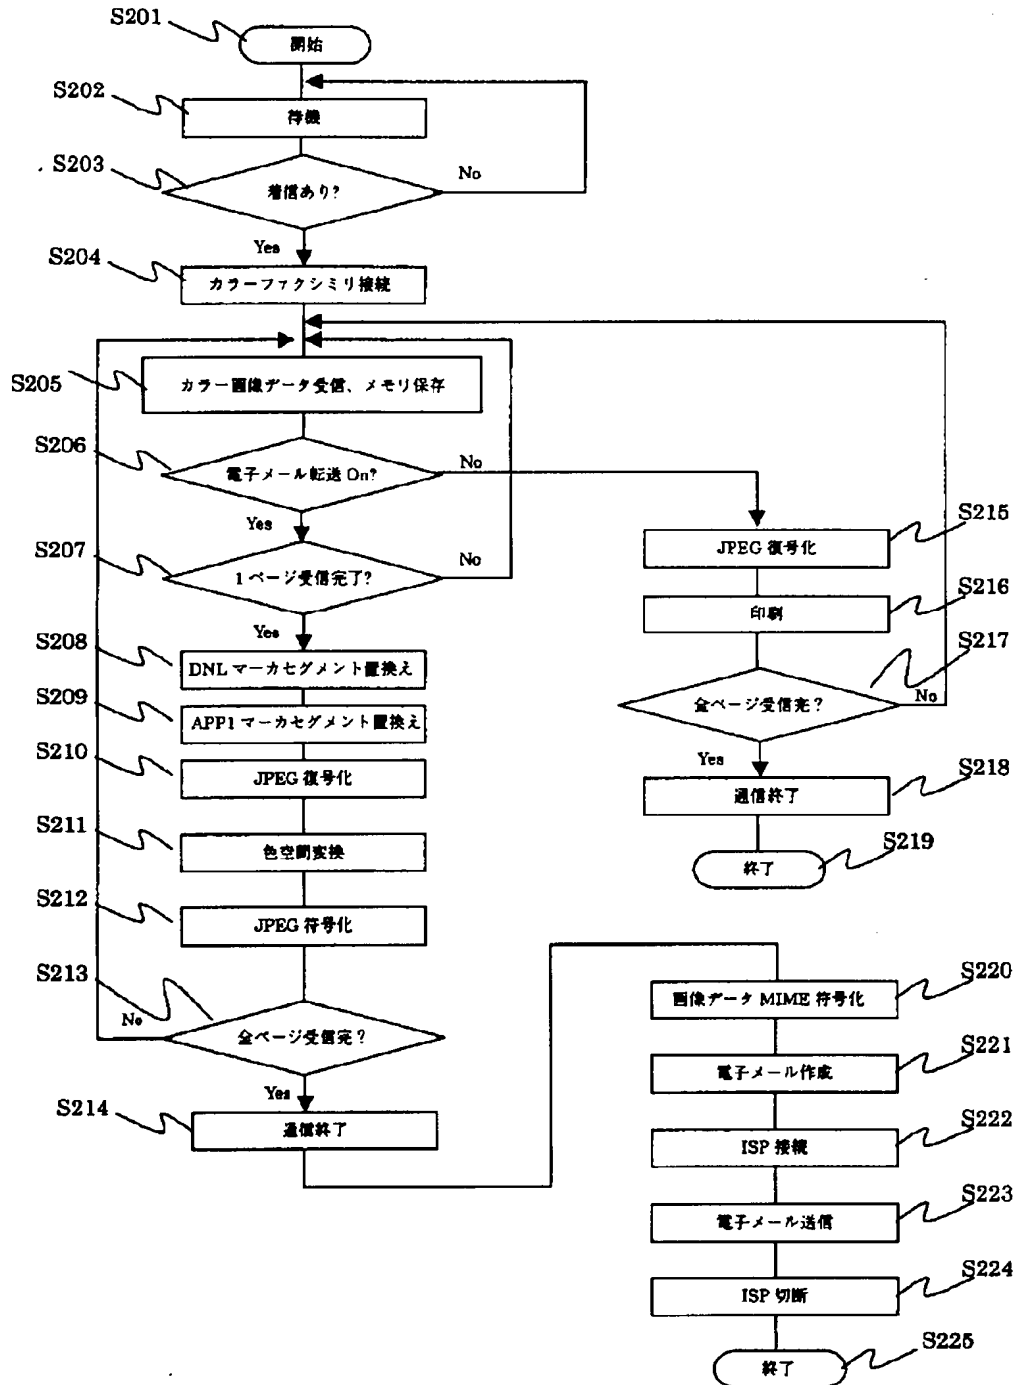 S201
開始
S202
待機
S203
着信あり?
No
Yes
S204
カラーファクシミリ接続
S205
カラー画像データ受信、メモリ保存
S206
電子メール転送 On?
No
Yes
S207
1 ページ受信完了?
No
Yes
S208
DNL マーカセグメント置換え
S209
APP1 マーカセグメント置換え
S210
JPEG 復号化
S211
色空間変換
S212
JPEG 符号化
S213
No
全ページ受信完?
Yes
S214
通信終了
S215
JPEG 復号化
S216
印刷
S217
全ページ受信完?
No
Yes
S218
通信終了
S219
終了
S220
画像データ MIME 符号化
S221
電子メール作成
S222
ISP 接続
S223
電子メール送信
S224
ISP 切断
S225
終了